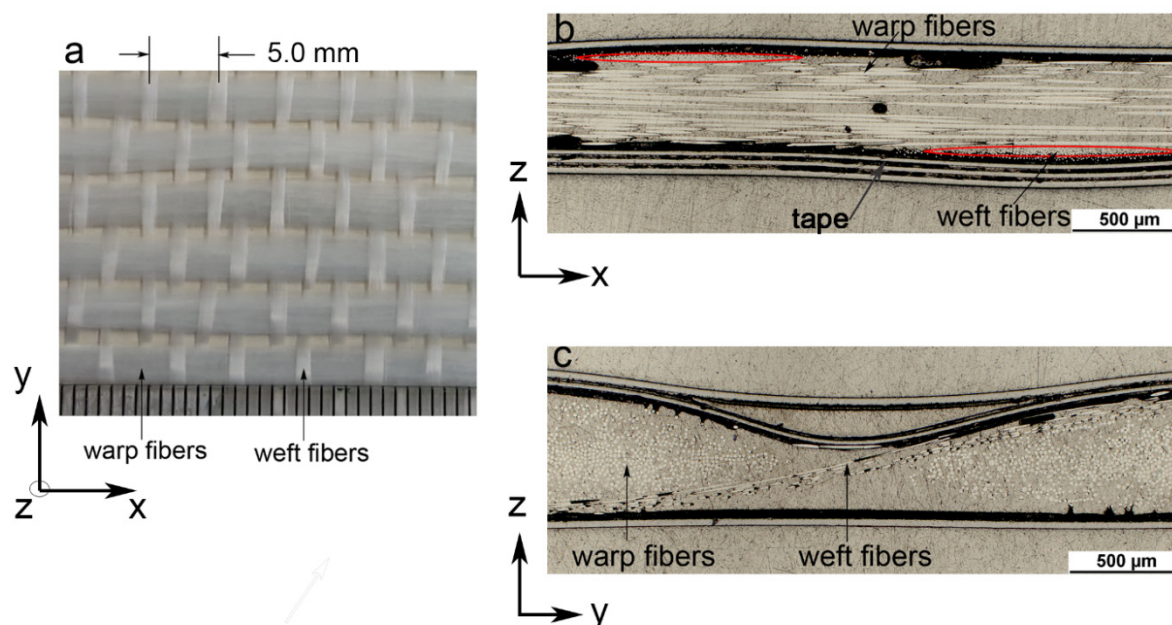 a
5.0 mm
y
z
x
warp fibers
weft fibers
b
warp fibers
tape
weft fibers
500 µm
z
x
c
warp fibers
weft fibers
500 µm
z
y